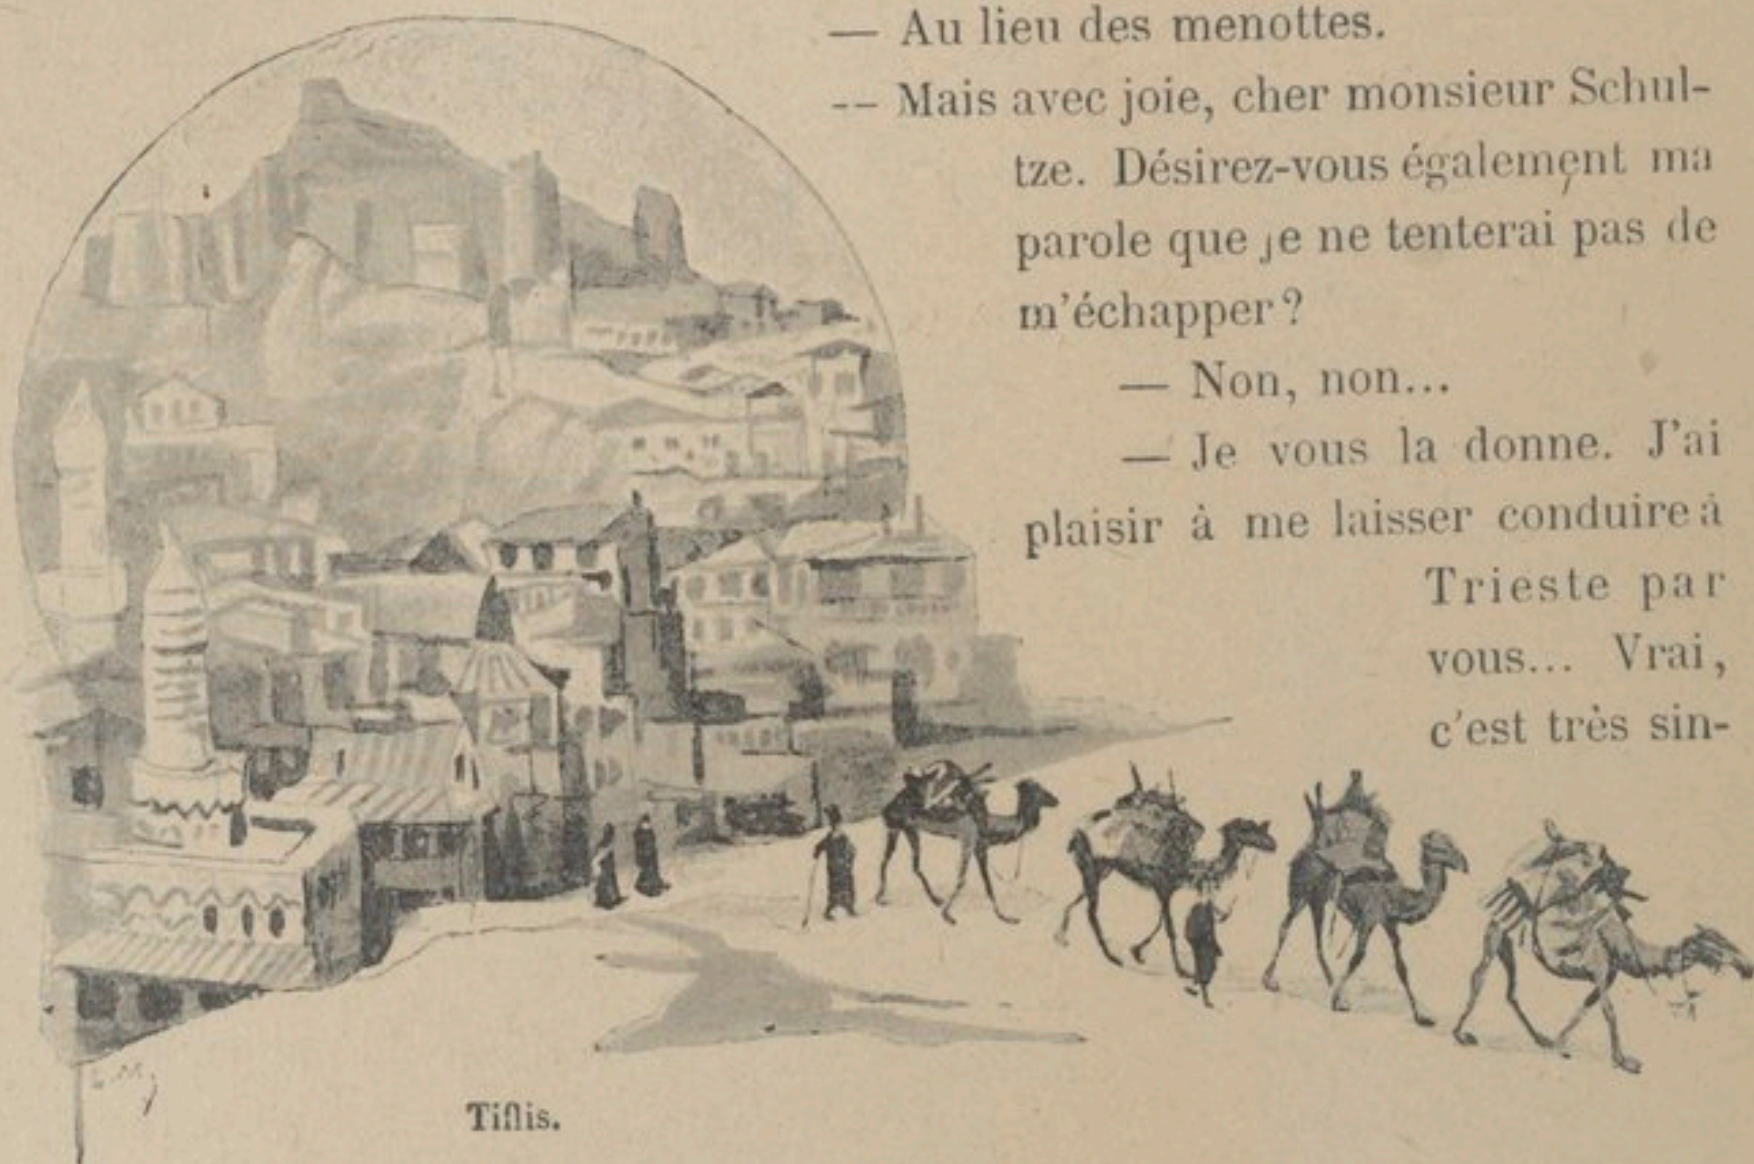 — Au lieu des menottes.
-- Mais avec joie, cher monsieur Schul-
tze. Désirez-vous également ma
parole que je ne tenterai pas de
m'échapper?
— Non, non...
— Je vous la donne. J'ai
plaisir à me laisser conduire à
Trieste par
vous... Vrai,
c'est très sin-
Tiflis.